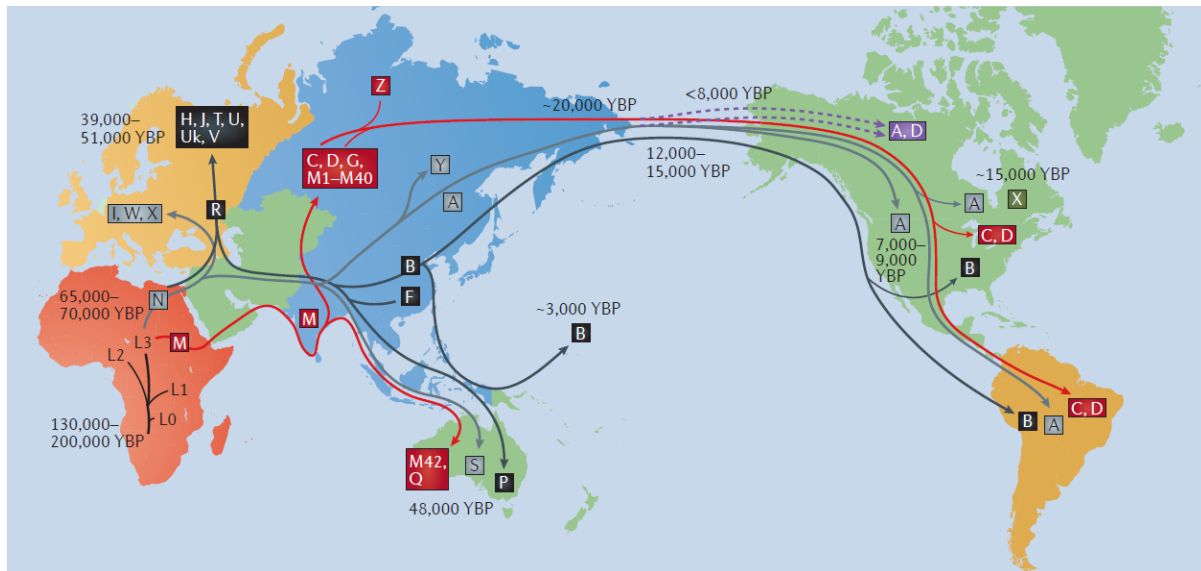 Z
<8,000 YBP
~20,000 YBP
39,000–
51,000 YBP
H, J, T, U,
Uk, V
A, D
C, D, G,
M1–M40
Y
12,000–
15,000 YBP
~15,000 YBP
A
A
X
I, W, X
R
A
C, D
7,000–
9,000
YBP
B
B
F
N
65,000–
70,000 YBP
~3,000 YBP
B
M
M
L3
L2
L1
L0
130,000–
200,000 YBP
C, D
B
A
M42,
Q
S
P
48,000 YBP